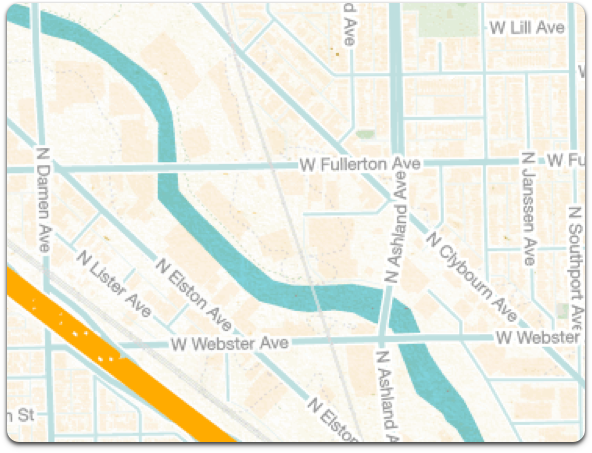 d Ave
W Lill Ave
W Fullerton Ave
W Fu
N Damen Ave
N Janssen Ave
N Ashland Ave
N Southport Ave
N Clybourn Ave
N Lister Ave
N Elston Ave
W Webster Ave
W Webster
N Ashland A
N Elston
n St